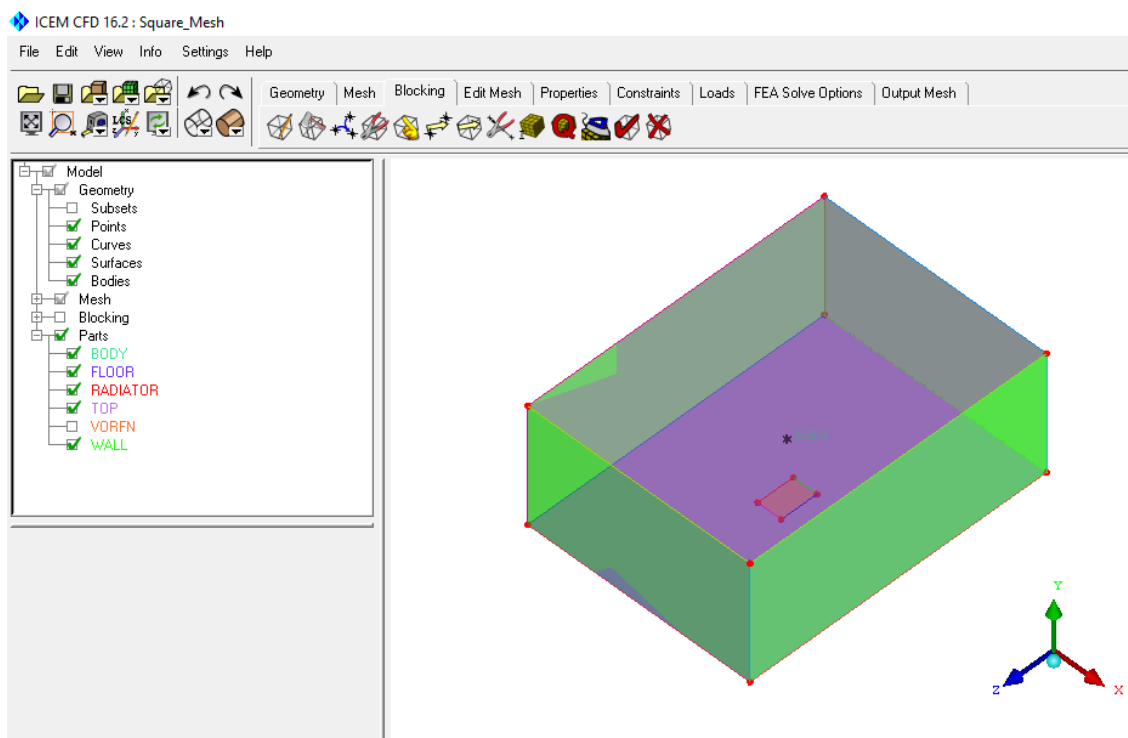 ICEM CFD 16.2 : Square_Mesh
File Edit View Info Settings Help
Geometry Mesh Blocking Edit Mesh Properties Constraints Loads FEA Solve Options Output Mesh
LCS
Q
Model
Geometry
Subsets
Points
Curves
Surfaces
Bodies
Mesh
Blocking
Parts
BODY
FLOOR
RADIATOR
TOP
VORFN
WALL
BODY
Y
Z
X